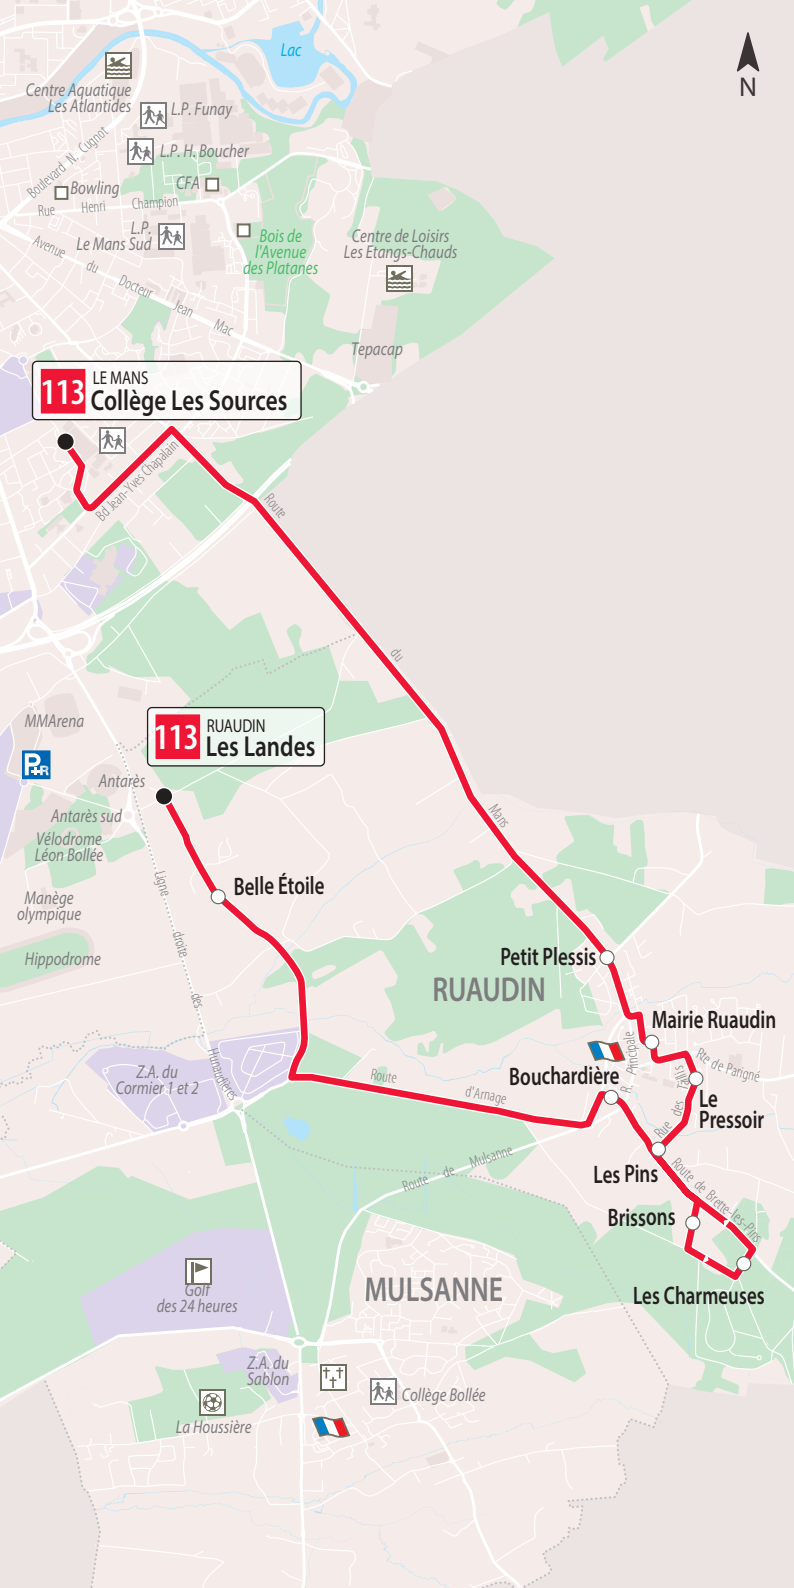 Lac
N
Centre Aquatique
Les Atlantides
L.P. Funay
Boulevard N. Cugnot
L.P. H. Boucher
CFA
Bowling
Rue Henri Champion
L.P.
Le Mans Sud
Bois de
l'Avenue
des Platanes
Centre de Loisirs
Les Etangs-Chauds
Avenue du Docteur Jean Mac
Tepacap
113
LE MANS
Collège Les Sources
Bd Jean-Yves Chapalain
Route du Mans
MMArena
P+R
113
RUAUDIN
Les Landes
Antarès
Antarès sud
Vélodrome
Léon Bollée
Belle Étoile
Manège
olympique
Hippodrome
Ligne droite des Hunaudières
Petit Plessis
RUAUDIN
Mairie Ruaudin
R. Principale
Rte de Parigné
Z.A. du
Cormier 1 et 2
Bouchardière
Route d'Arnage
Le
Pressoir
Rue des Taillis
Route de Mulsanne
Les Pins
Route de Brette-les-Pins
Brissons
Les Charmeuses
Golf
des 24 heures
MULSANNE
Z.A. du
Sablon
Collège Bollée
La Houssière